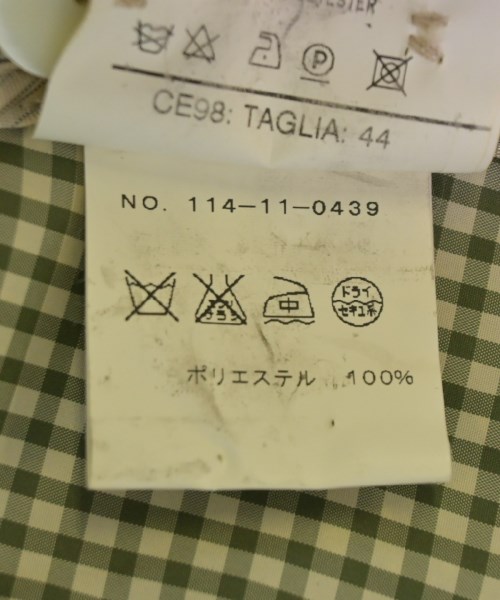 P
CE98: TAGLIA: 44
NO. 114-11-0439
中
ドライ
セキユ系
ポリエステル 100%